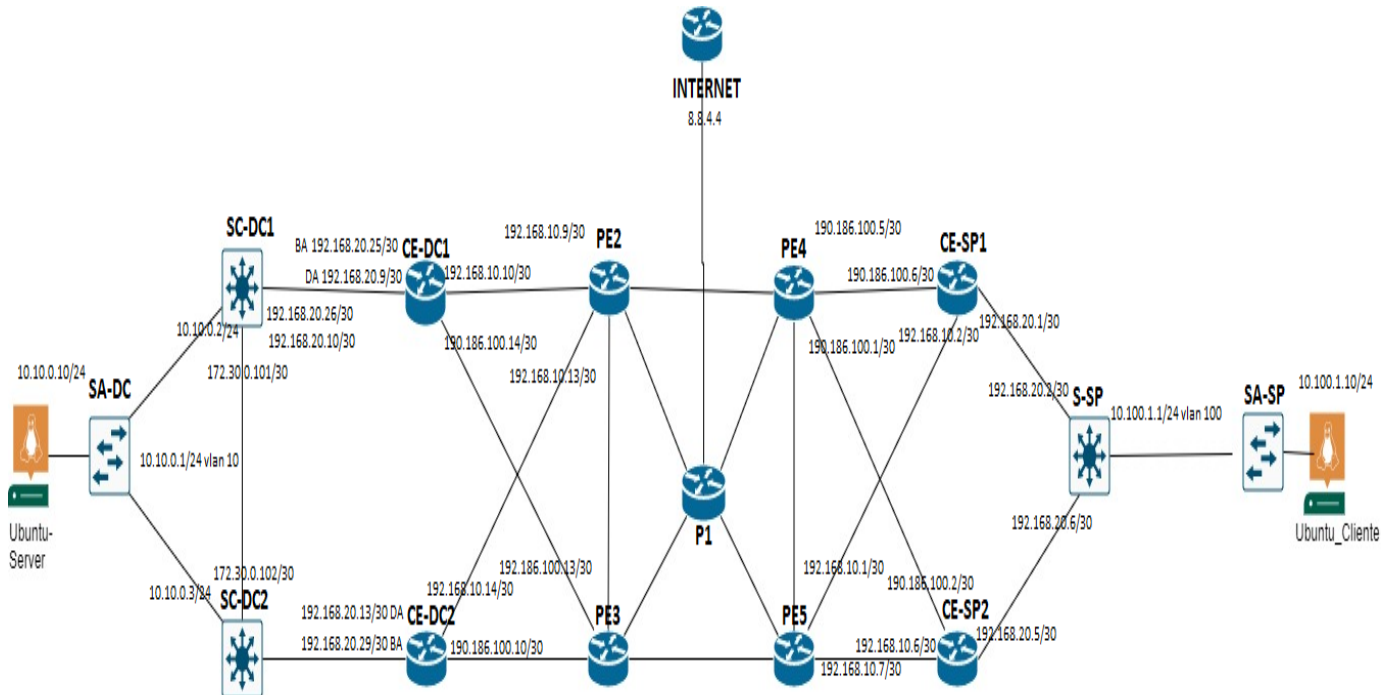 INTERNET
8.8.4.4
SC-DC1
BA 192.168.20.25/30
DA 192.168.20.9/30
CE-DC1
192.168.10.9/30
PE2
PE4
190.186.100.5/30
CE-SP1
192.168.10.10/30
190.186.100.6/30
192.168.20.26/30
10.10.0.2/24
192.168.20.10/30
190.186.100.14/30
190.186.100.1/30
192.168.10.2/30
192.168.20.1/30
10.10.0.10/24
SA-DC
172.30.0.101/30
192.168.10.13/30
192.168.20.2/30
S-SP
10.100.1.1/24 vlan 100
SA-SP
10.100.1.10/24
10.10.0.1/24 vlan 10
Ubuntu-
Server
P1
192.168.20.6/30
Ubuntu_Cliente
172.30.0.102/30
10.10.0.3/24
SC-DC2
192.168.20.13/30 DA
192.168.20.29/30 BA
CE-DC2
192.168.10.14/30
192.186.100.13/30
190.186.100.10/30
PE3
PE5
192.168.10.1/30
190.186.100.2/30
CE-SP2
192.168.20.5/30
192.168.10.6/30
192.168.10.7/30